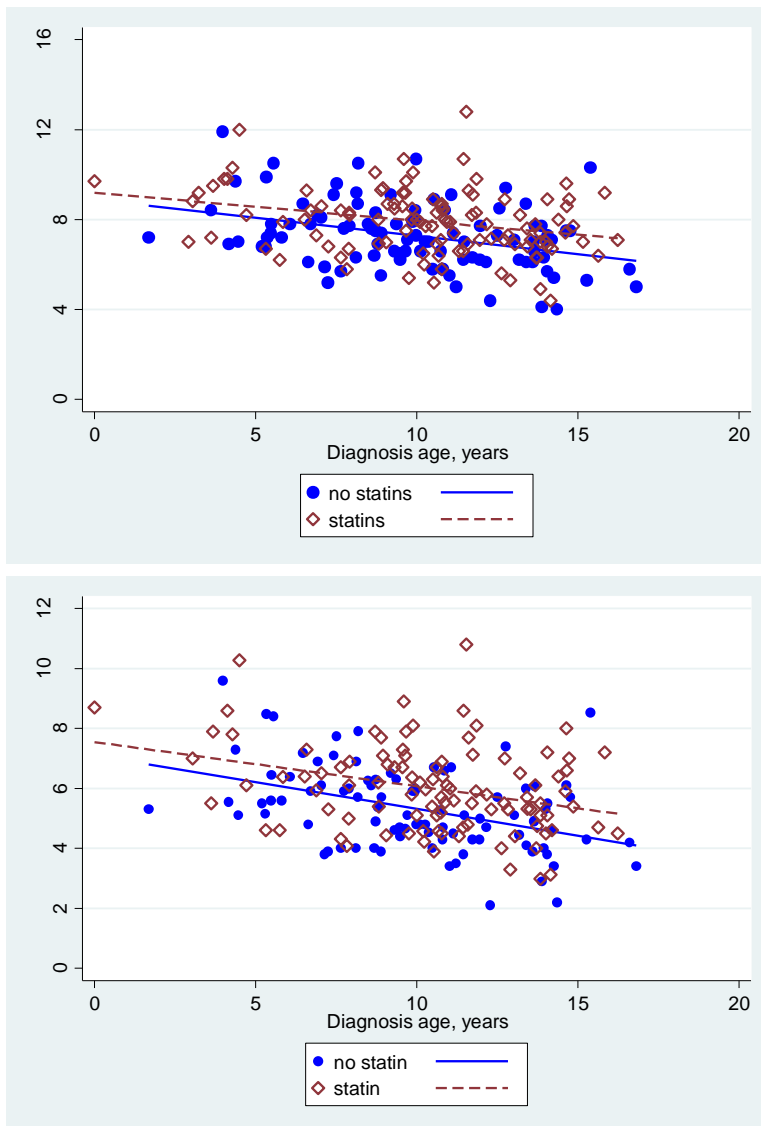 16
12
8
4
0
0 5 10 15 20
Diagnosis age, years
no statins
statins
12
10
8
6
4
2
0
0 5 10 15 20
Diagnosis age, years
no statin
statin